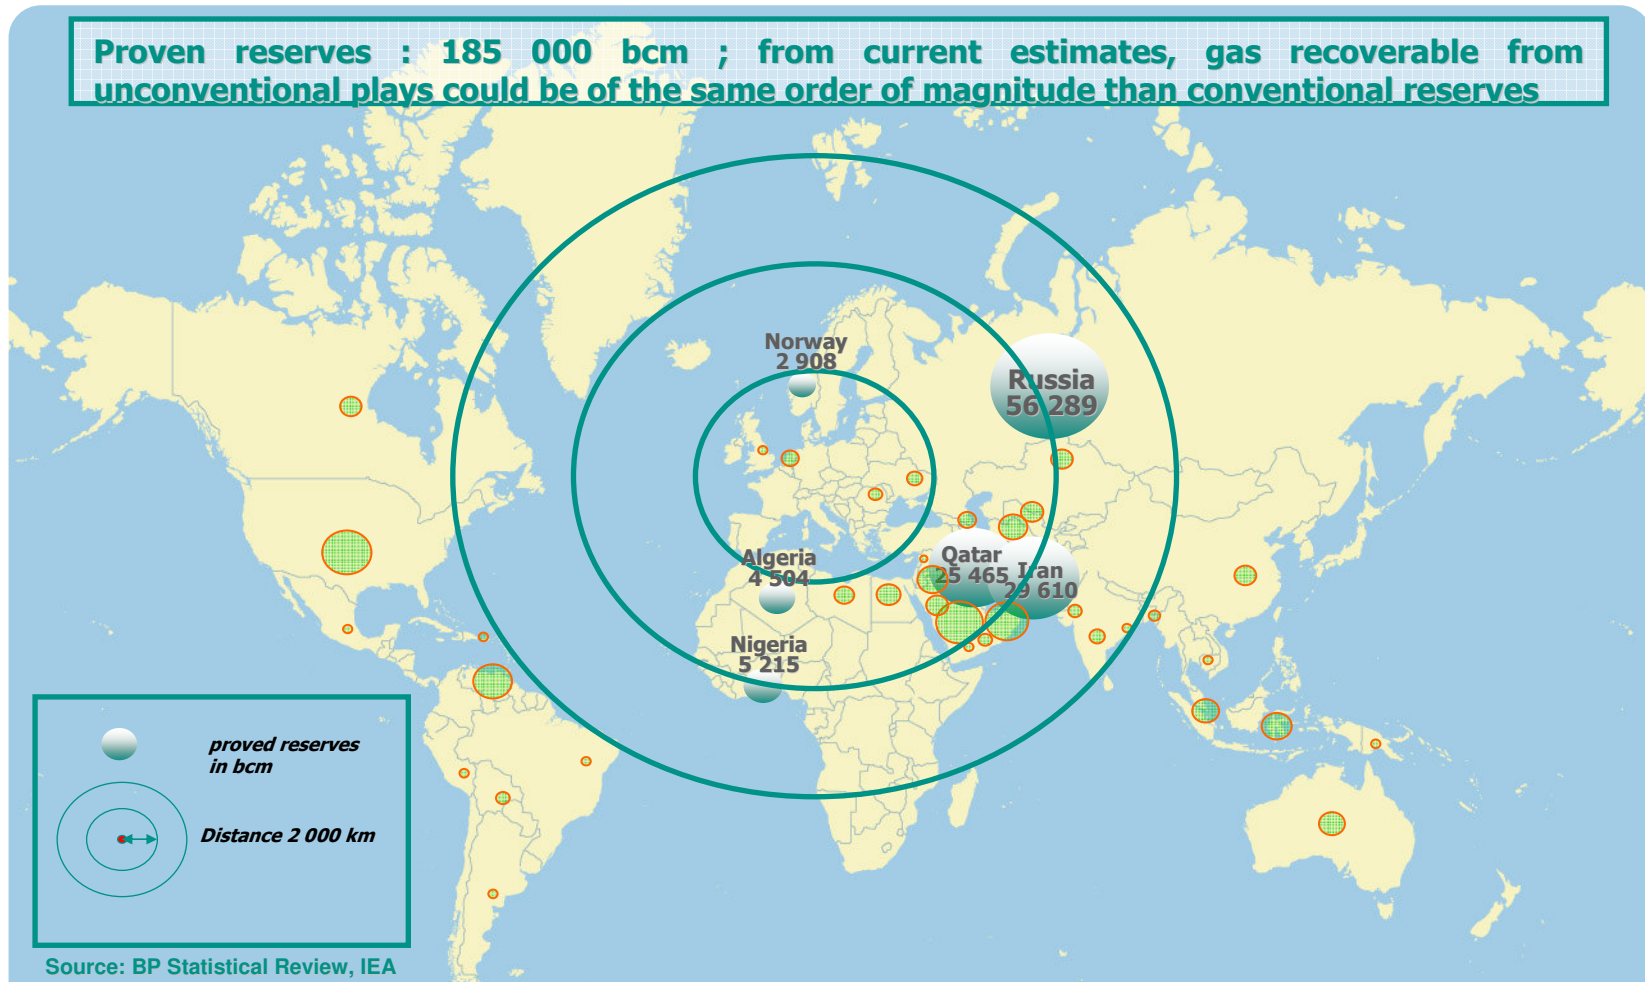 Proven reserves : 185 000 bcm ; from current estimates, gas recoverable from
unconventional plays could be of the same order of magnitude than conventional reserves
Norway
2 908
Russia
56 289
Algeria
4 504
Qatar
25 465
Iran
29 610
Nigeria
5 215
proved reserves
in bcm
Distance 2 000 km
Source: BP Statistical Review, IEA